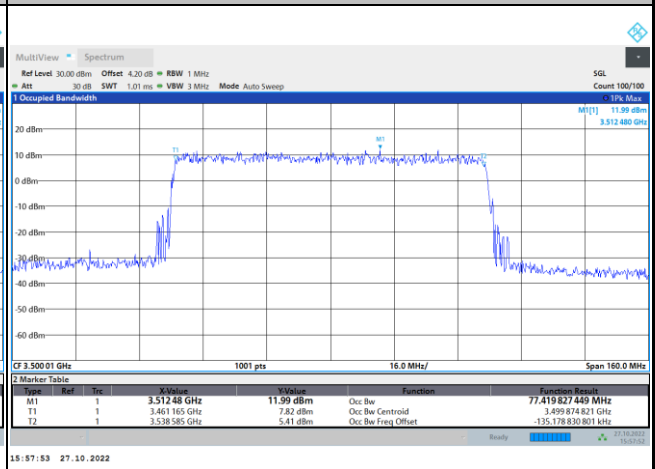 MultiView Spectrum
Ref Level 30.00 dBm Offset 4.20 dB RBW 1 MHz SGL
Att 30 dB SWT 1.01 ms VBW 3 MHz Mode Auto Sweep Count 100/100
1 Occupied Bandwidth 1Pk Max
M1[1] 11.99 dBm
3.512 480 GHz
20 dBm
M1
T1
T2
10 dBm
0 dBm
-10 dBm
-20 dBm
-30 dBm
-40 dBm
-50 dBm
-60 dBm
CF 3.500 01 GHz 1001 pts 16.0 MHz/ Span 160.0 MHz
2 Marker Table
Type Ref Trc X-Value Y-Value Function Function Result
M1 1 3.512 48 GHz 11.99 dBm Occ Bw 77.419 827 449 MHz
T1 1 3.461 165 GHz 7.82 dBm Occ Bw Centroid 3.499 874 821 GHz
T2 1 3.538 585 GHz 5.41 dBm Occ Bw Freq Offset -135.178 830 801 kHz
Ready 27.10.2022
15:57:52
15:57:53 27.10.2022